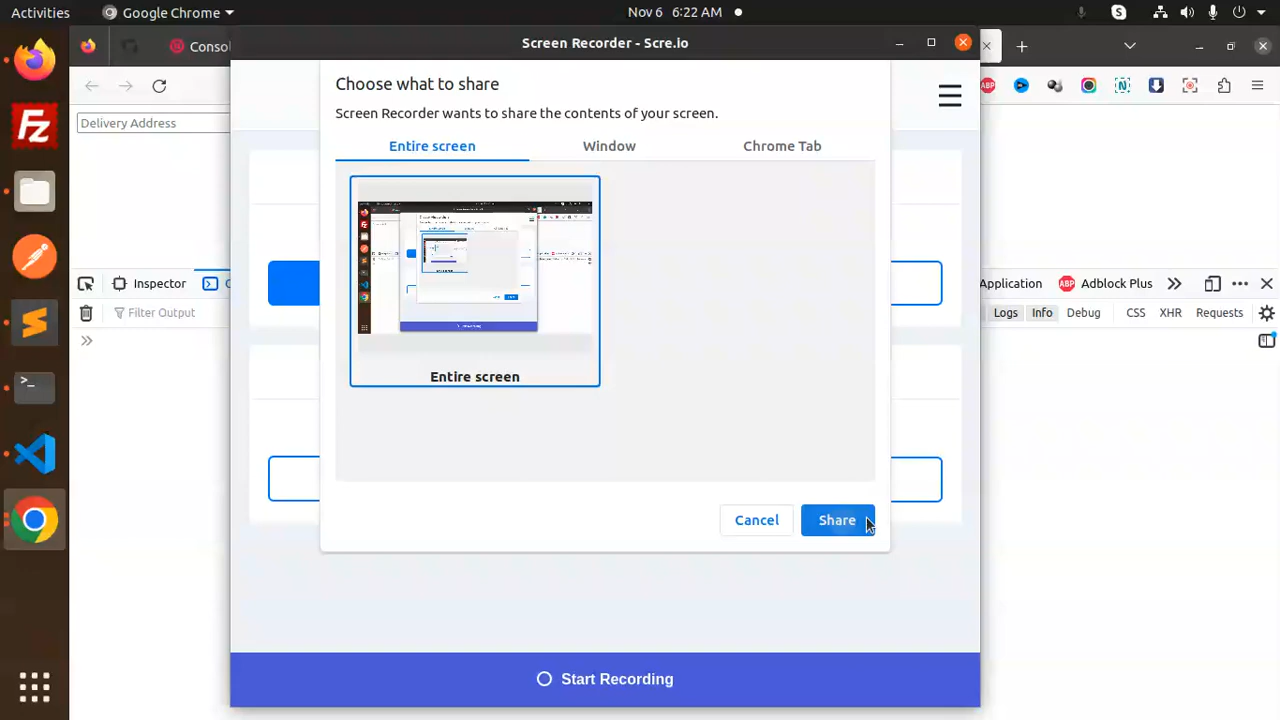 Activities
Google Chrome
Nov 6 6:22 AM
Screen Recorder - Scre.io
Conso
Choose what to share
Screen Recorder wants to share the contents of your screen.
Delivery Address
Entire screen
Window
Chrome Tab
Entire screen
Inspector
Application
Adblock Plus
Filter Output
Logs
Info
Debug
CSS
XHR
Requests
Cancel
Share
Start Recording